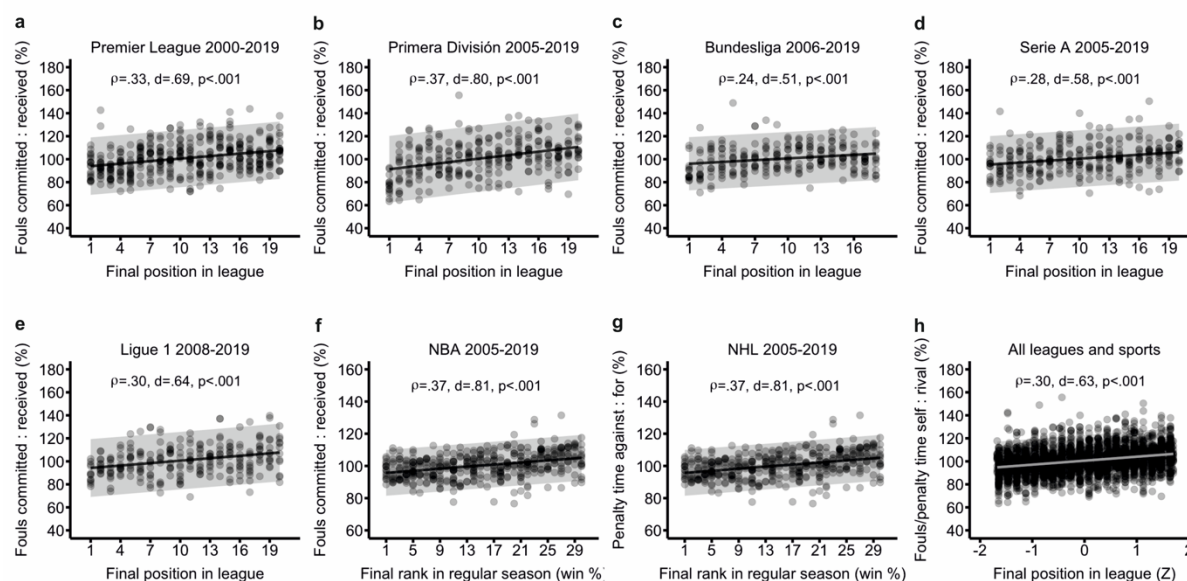 a
Premier League 2000-2019
ρ=.33, d=.69, p<.001
Fouls committed : received (%)
180
160
140
120
100
80
60
40
1 4 7 10 13 16 19
Final position in league
b
Primera División 2005-2019
ρ=.37, d=.80, p<.001
Fouls committed : received (%)
180
160
140
120
100
80
60
40
1 4 7 10 13 16 19
Final position in league
c
Bundesliga 2006-2019
ρ=.24, d=.51, p<.001
Fouls committed : received (%)
180
160
140
120
100
80
60
40
1 4 7 10 13 16
Final position in league
d
Serie A 2005-2019
ρ=.28, d=.58, p<.001
Fouls committed : received (%)
180
160
140
120
100
80
60
40
1 4 7 10 13 16 19
Final position in league
e
Ligue 1 2008-2019
ρ=.30, d=.64, p<.001
Fouls committed : received (%)
180
160
140
120
100
80
60
40
1 4 7 10 13 16 19
Final position in league
f
NBA 2005-2019
ρ=.37, d=.81, p<.001
Fouls committed : received (%)
180
160
140
120
100
80
60
1 5 9 13 17 21 25 29
Final rank in regular season (win %)
g
NHL 2005-2019
ρ=.37, d=.81, p<.001
Penalty time against : for (%)
180
160
140
120
100
80
60
1 5 9 13 17 21 25 29
Final rank in regular season (win %)
h
All leagues and sports
ρ=.30, d=.63, p<.001
Fouls/penalty time self : rival (%)
180
160
140
120
100
80
60
40
-2 -1 0 1 2
Final position in league (Z)